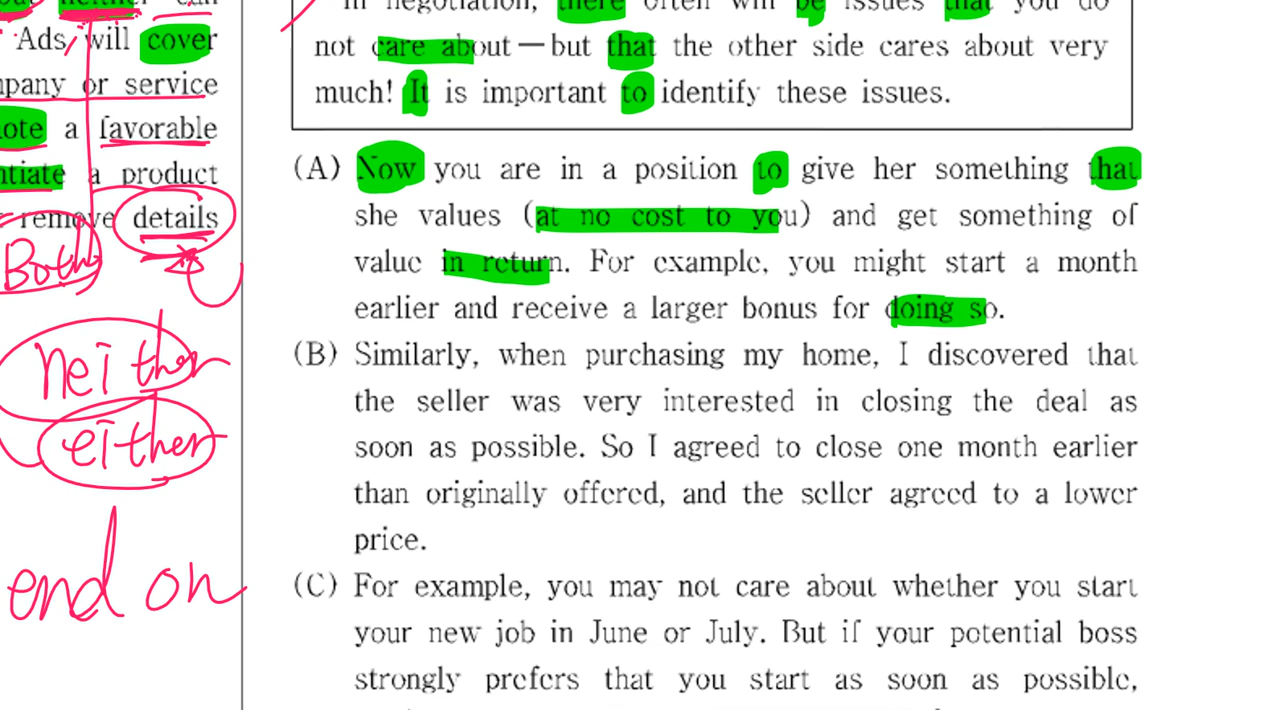 neither can
Ads, will cover
or service
a favorable
a product
remove details
Both
neither
either
end on
In negotiation, there often will be issues that you do
not care about — but that the other side cares about very
much! It is important to identify these issues.
(A) Now you are in a position to give her something that
she values (at no cost to you) and get something of
value in return. For example, you might start a month
earlier and receive a larger bonus for doing so.
(B) Similarly, when purchasing my home, I discovered that
the seller was very interested in closing the deal as
soon as possible. So I agreed to close one month earlier
than originally offered, and the seller agreed to a lower
price.
(C) For example, you may not care about whether you start
your new job in June or July. But if your potential boss
strongly prefers that you start as soon as possible,